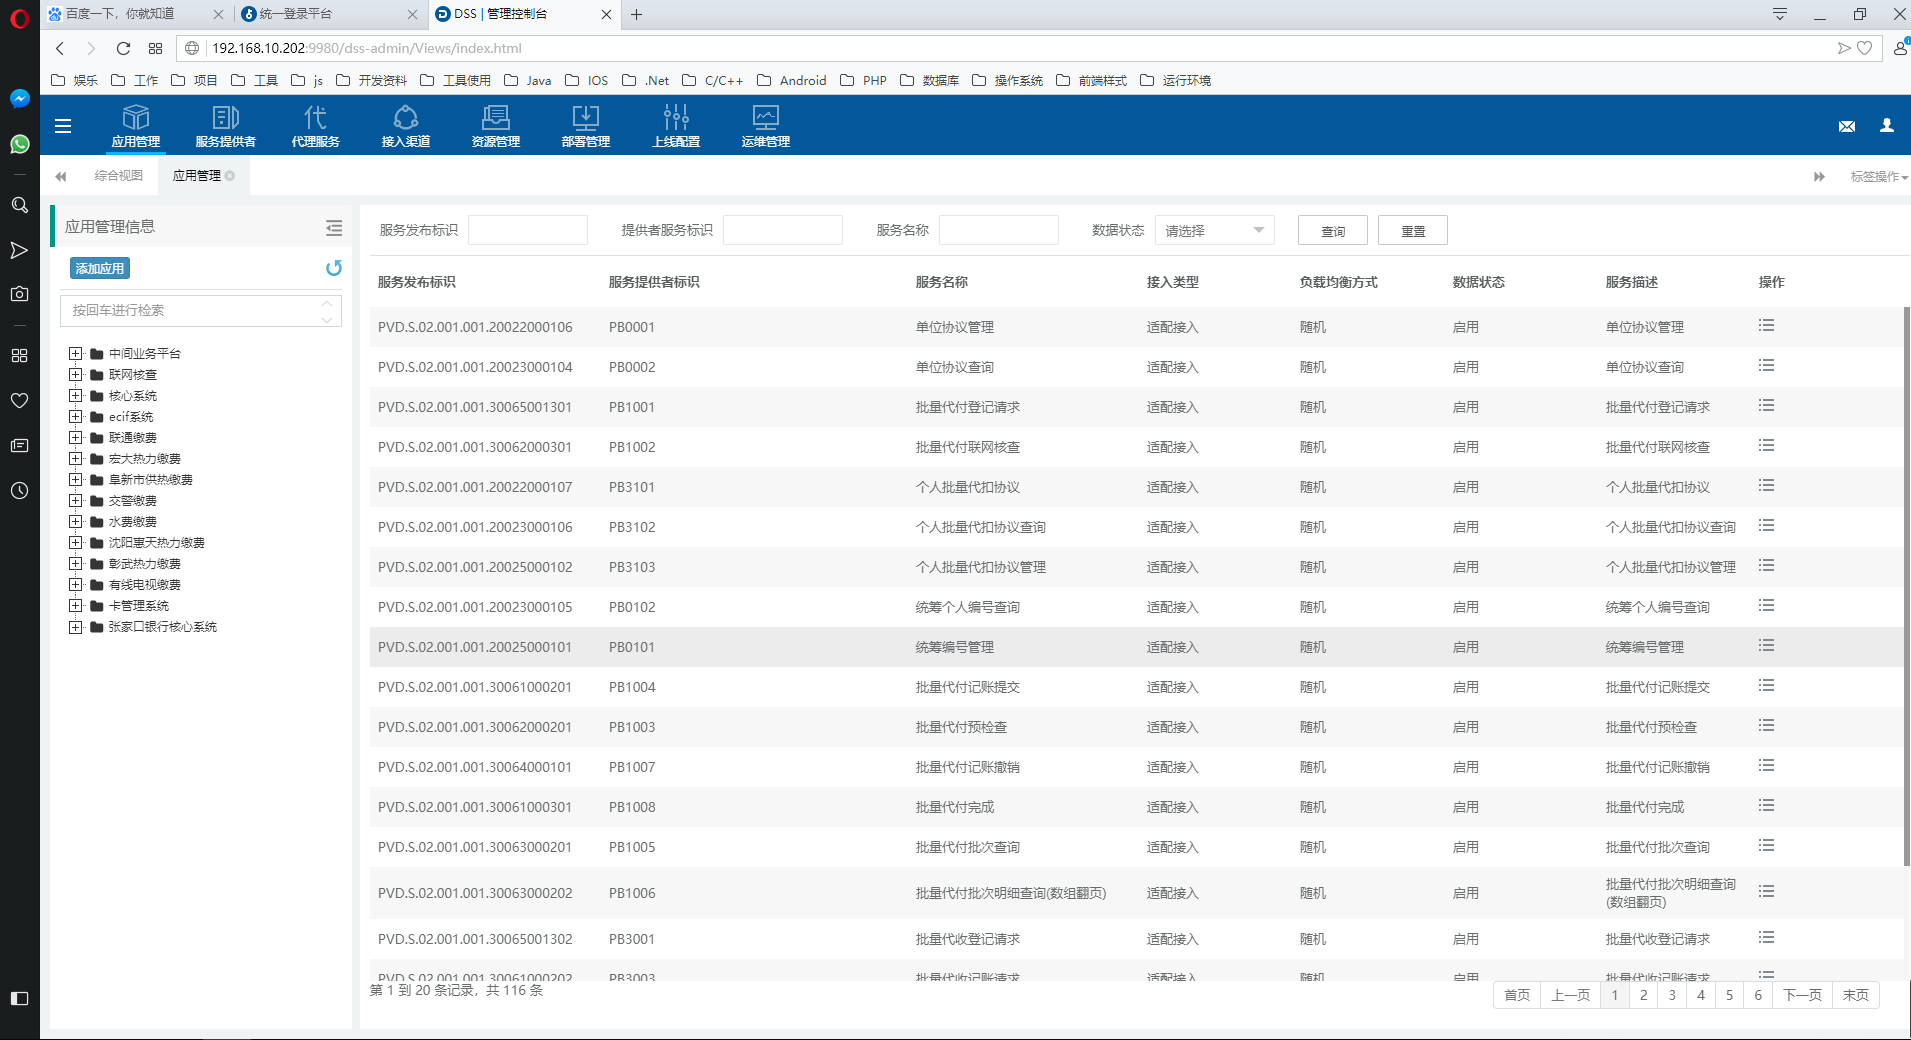 百度一下，你就知道 统一登录平台 DSS | 管理控制台
192.168.10.202:9980/dss-admin/Views/index.html
娱乐 工作 项目 工具 js 开发资料 工具使用 Java IOS .Net C/C++ Android PHP 数据库 操作系统 前端样式 运行环境
代
应用管理 服务提供者 代理服务 接入渠道 资源管理 部署管理 上线配置 运维管理
综合视图 应用管理 标签操作
应用管理信息
添加应用
按回车进行检索
中间业务平台
联网核查
核心系统
ecif系统
联通缴费
宏大热力缴费
阜新市供热缴费
交警缴费
水费缴费
沈阳惠天热力缴费
彰武热力缴费
有线电视缴费
卡管理系统
张家口银行核心系统
服务发布标识 提供者服务标识 服务名称 数据状态 请选择 查询 重置
服务发布标识 服务提供者标识 服务名称 接入类型 负载均衡方式 数据状态 服务描述 操作
PVD.S.02.001.001.20022000106 PB0001 单位协议管理 适配接入 随机 启用 单位协议管理
PVD.S.02.001.001.20023000104 PB0002 单位协议查询 适配接入 随机 启用 单位协议查询
PVD.S.02.001.001.30065001301 PB1001 批量代付登记请求 适配接入 随机 启用 批量代付登记请求
PVD.S.02.001.001.30062000301 PB1002 批量代付联网核查 适配接入 随机 启用 批量代付联网核查
PVD.S.02.001.001.20022000107 PB3101 个人批量代扣协议 适配接入 随机 启用 个人批量代扣协议
PVD.S.02.001.001.20023000106 PB3102 个人批量代扣协议查询 适配接入 随机 启用 个人批量代扣协议查询
PVD.S.02.001.001.20025000102 PB3103 个人批量代扣协议管理 适配接入 随机 启用 个人批量代扣协议管理
PVD.S.02.001.001.20023000105 PB0102 统筹个人编号查询 适配接入 随机 启用 统筹个人编号查询
PVD.S.02.001.001.20025000101 PB0101 统筹编号管理 适配接入 随机 启用 统筹编号管理
PVD.S.02.001.001.30061000201 PB1004 批量代付记账提交 适配接入 随机 启用 批量代付记账提交
PVD.S.02.001.001.30062000201 PB1003 批量代付预检查 适配接入 随机 启用 批量代付预检查
PVD.S.02.001.001.30064000101 PB1007 批量代付记账撤销 适配接入 随机 启用 批量代付记账撤销
PVD.S.02.001.001.30061000301 PB1008 批量代付完成 适配接入 随机 启用 批量代付完成
PVD.S.02.001.001.30063000201 PB1005 批量代付批次查询 适配接入 随机 启用 批量代付批次查询
PVD.S.02.001.001.30063000202 PB1006 批量代付批次明细查询(数组翻页) 适配接入 随机 启用 批量代付批次明细查询
(数组翻页)
PVD.S.02.001.001.30065001302 PB3001 批量代收登记请求 适配接入 随机 启用 批量代收登记请求
PVD.S.02.001.001.30061000202 PB3003 批量代收记账请求 适配接入 随机 启用 批量代收记账请求
第 1 到 20 条记录，共 116 条
首页 上一页 1 2 3 4 5 6 下一页 末页